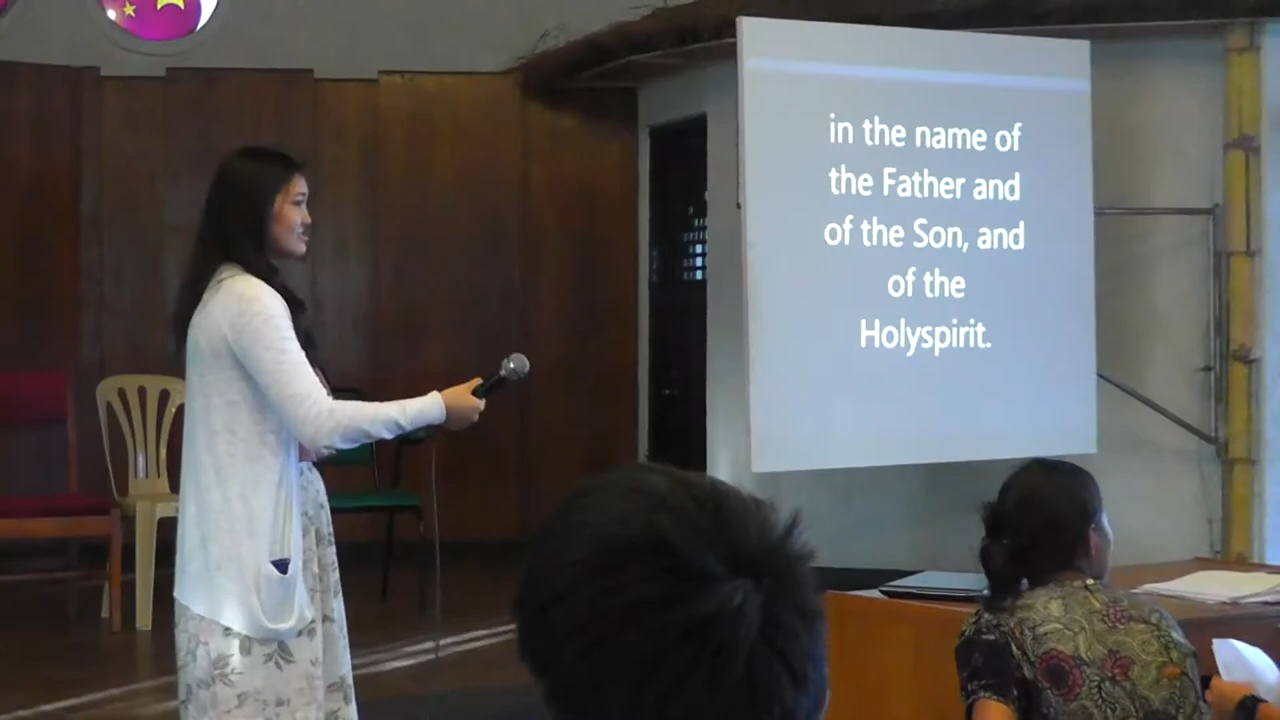 in the name of
the Father and
of the Son, and
of the
Holyspirit.